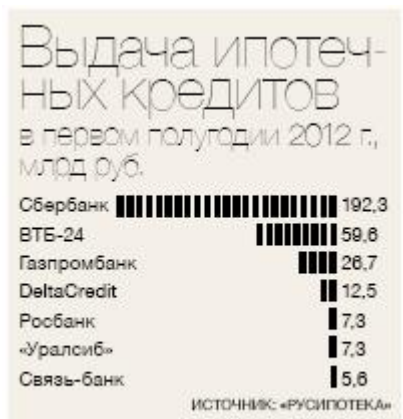 Выдача ипотеч-
ных кредитов
в первом полугодии 2012 г.,
млрд руб.
Сбербанк 192,3
ВТБ-24 59,6
Газпромбанк 26,7
DeltaCredit 12,5
Росбанк 7,3
«Уралсиб» 7,3
Связь-банк 5,6
ИСТОЧНИК: «РУСИПОТЕКА»